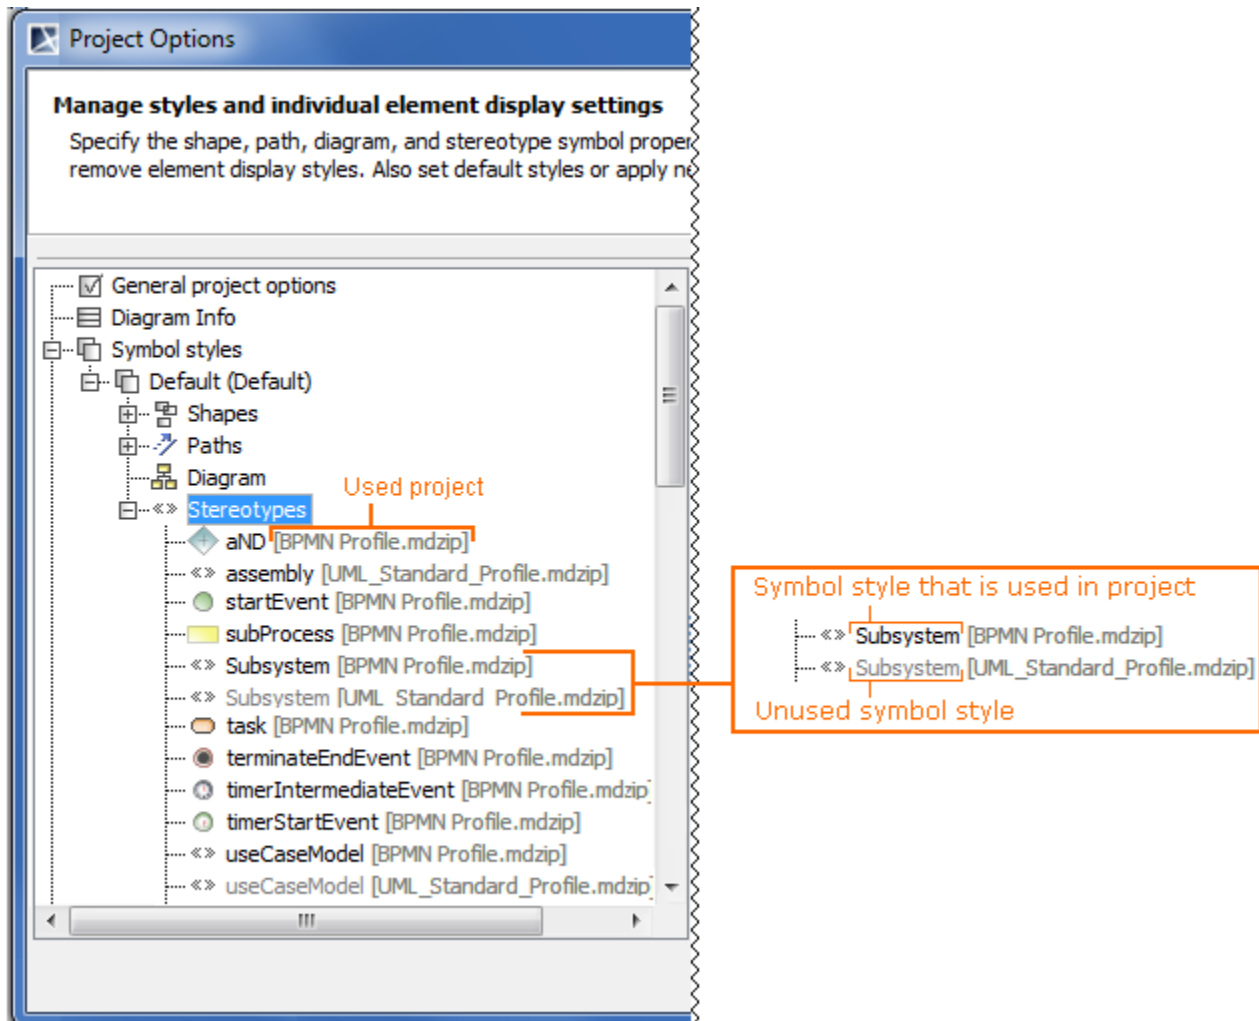 Project Options
Manage styles and individual element display settings
Specify the shape, path, diagram, and stereotype symbol proper
remove element display styles. Also set default styles or apply ne
General project options
Diagram Info
Symbol styles
Default (Default)
Shapes
Paths
Diagram
Used project
«» Stereotypes
aND [BPMN Profile.mdzip]
«» assembly [UML_Standard_Profile.mdzip]
startEvent [BPMN Profile.mdzip]
subProcess [BPMN Profile.mdzip]
«» Subsystem [BPMN Profile.mdzip]
«» Subsystem [UML_Standard_Profile.mdzip]
task [BPMN Profile.mdzip]
terminateEndEvent [BPMN Profile.mdzip]
timerIntermediateEvent [BPMN Profile.mdzip]
timerStartEvent [BPMN Profile.mdzip]
«» useCaseModel [BPMN Profile.mdzip]
«» useCaseModel [UML_Standard_Profile.mdzip]
Symbol style that is used in project
«» Subsystem [BPMN Profile.mdzip]
«» Subsystem [UML_Standard_Profile.mdzip]
Unused symbol style